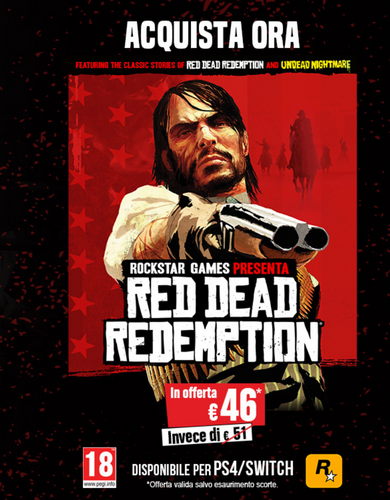 ACQUISTA ORA
FEATURING THE CLASSIC STORIES OF RED DEAD REDEMPTION AND UNDEAD NIGHTMARE
ROCKSTAR GAMES PRESENTA
RED DEAD
REDEMPTION
In offerta
€46*
Invece di € 51
18
www.pegi.info
DISPONIBILE PER PS4/SWITCH
R
*Offerta valida salvo esaurimento scorte.